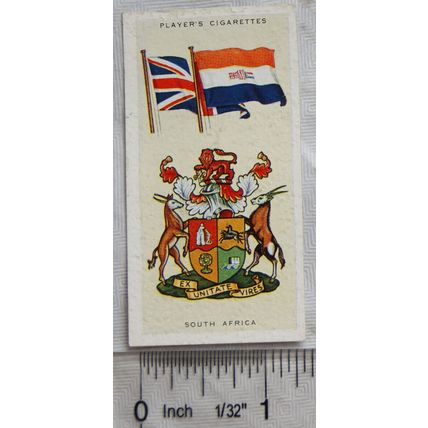 PLAYER'S CIGARETTES
EX UNITATE VIRES
SOUTH AFRICA
0 Inch 1/32" 1